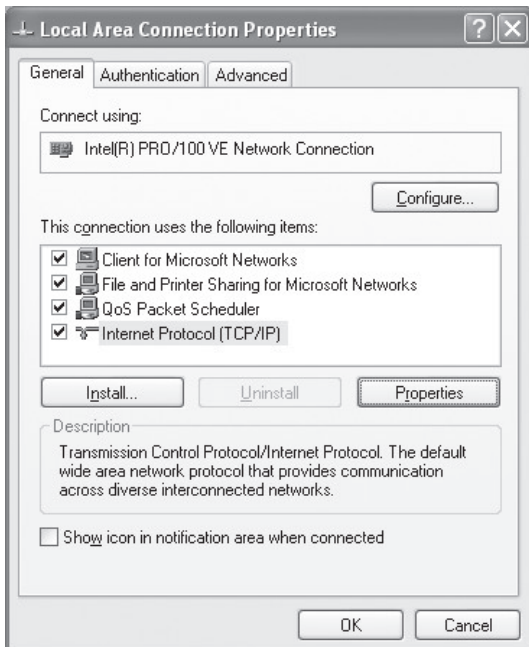 Local Area Connection Properties
General Authentication Advanced
Connect using:
Intel(R) PRO/100 VE Network Connection
Configure...
This connection uses the following items:
Client for Microsoft Networks
File and Printer Sharing for Microsoft Networks
QoS Packet Scheduler
Internet Protocol (TCP/IP)
Install... Uninstall Properties
Description
Transmission Control Protocol/Internet Protocol. The default
wide area network protocol that provides communication
across diverse interconnected networks.
Show icon in notification area when connected
OK Cancel